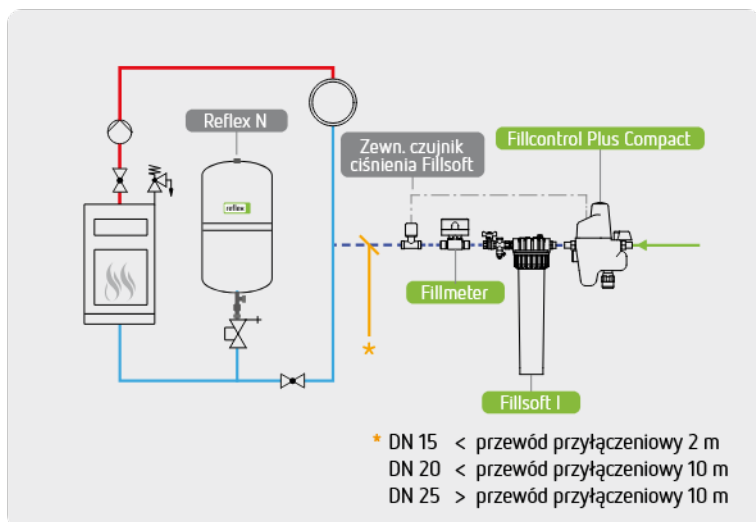 Reflex N
reflex
Zewn. czujnik
ciśnienia Fillsoft
Fillcontrol Plus Compact
Fillmeter
Fillsoft I
*
* DN 15 < przewód przyłączeniowy 2 m
DN 20 < przewód przyłączeniowy 10 m
DN 25 > przewód przyłączeniowy 10 m